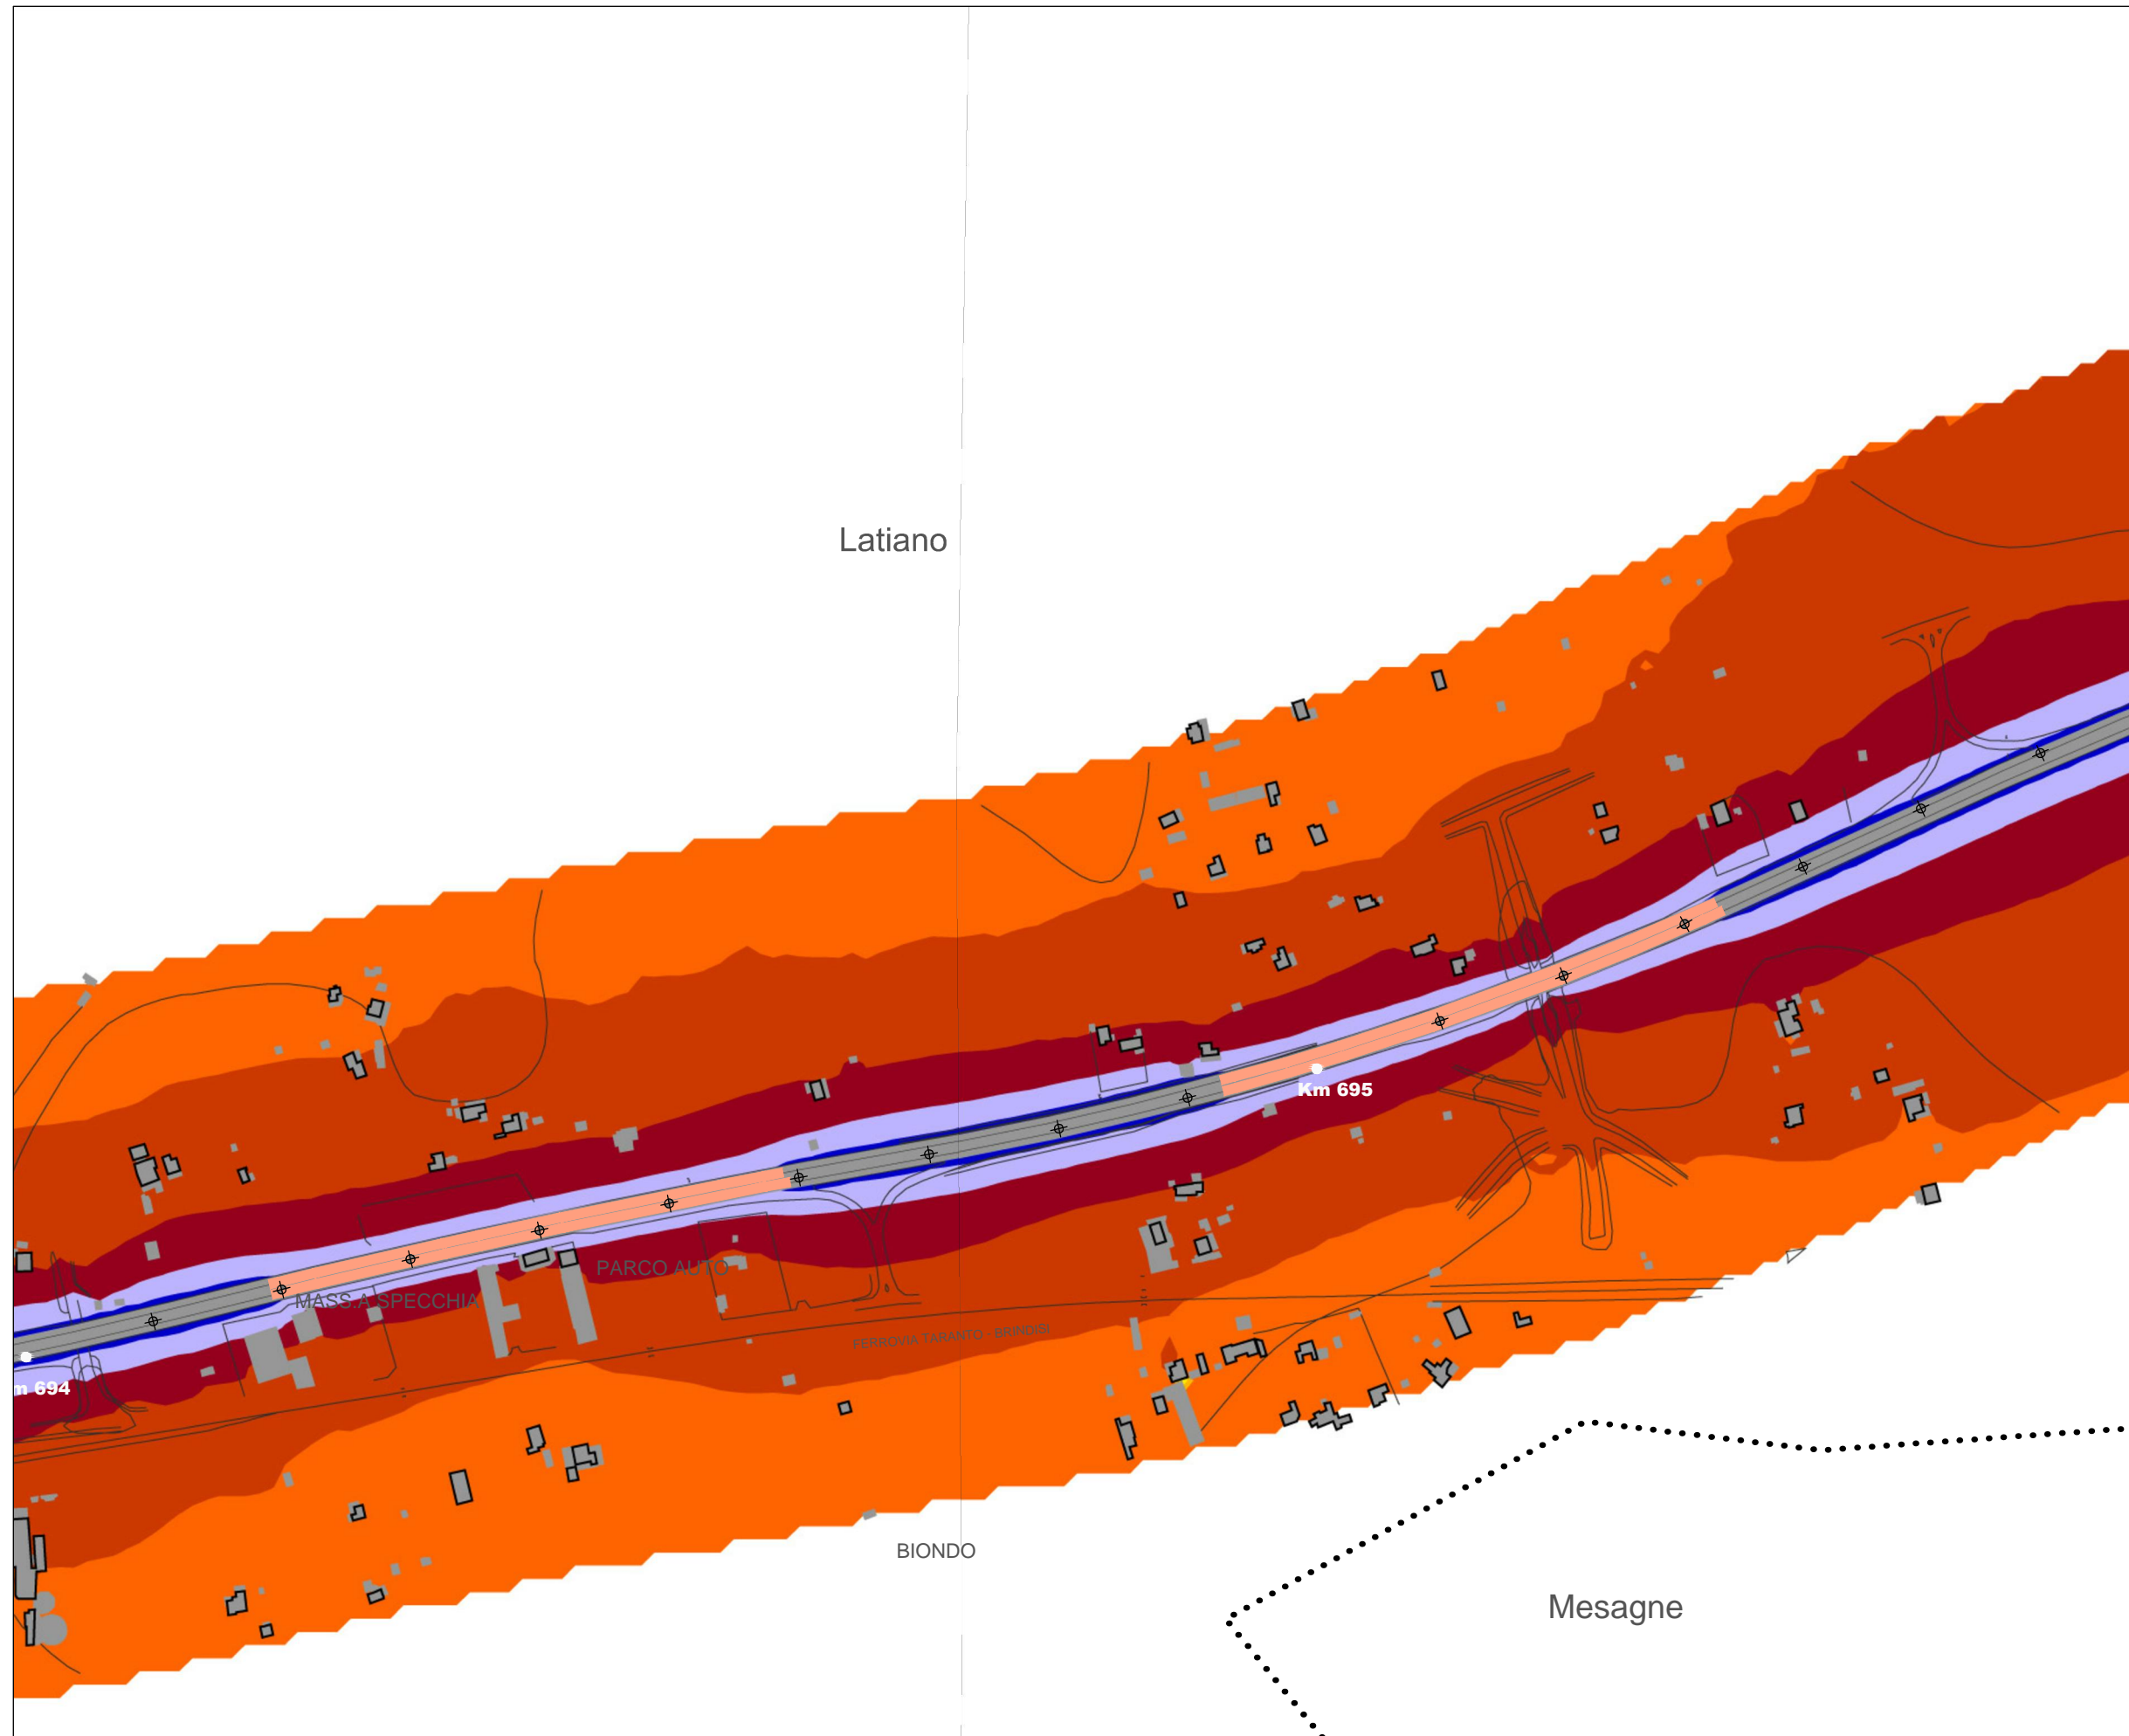 Latiano
Km 695
PARCO AUTO
MASS.A SPECCHIA
FERROVIA TARANTO - BRINDISI
m 694
BIONDO
Mesagne